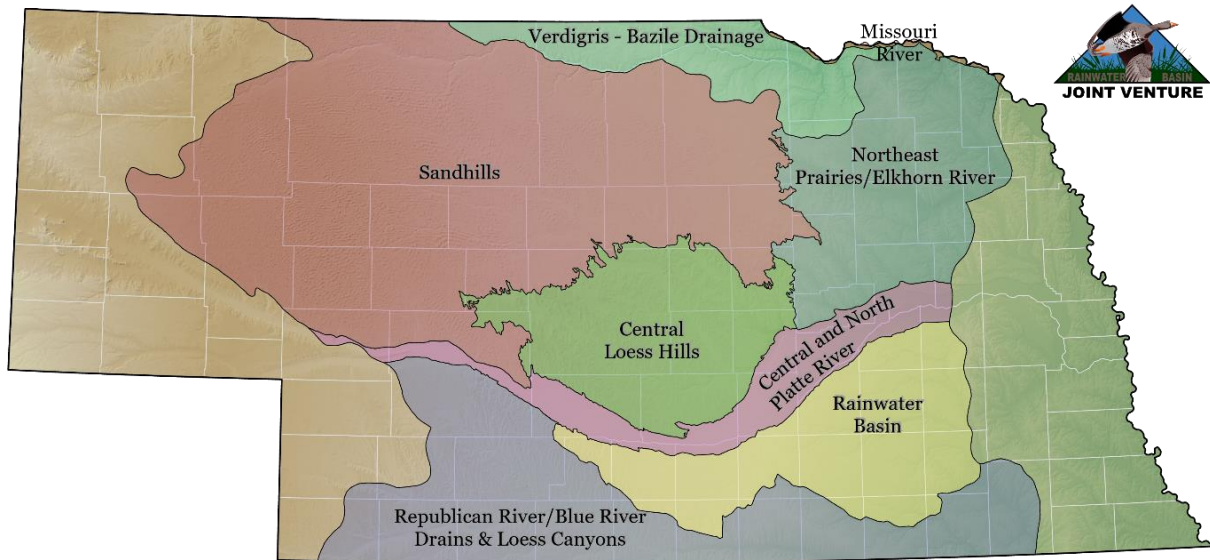 Verdigris - Bazile Drainage
Missouri
River
RAINWATER BASIN
JOINT VENTURE
Sandhills
Northeast
Prairies/Elkhorn River
Central
Loess Hills
Central and North
Platte River
Rainwater
Basin
Republican River/Blue River
Drains & Loess Canyons